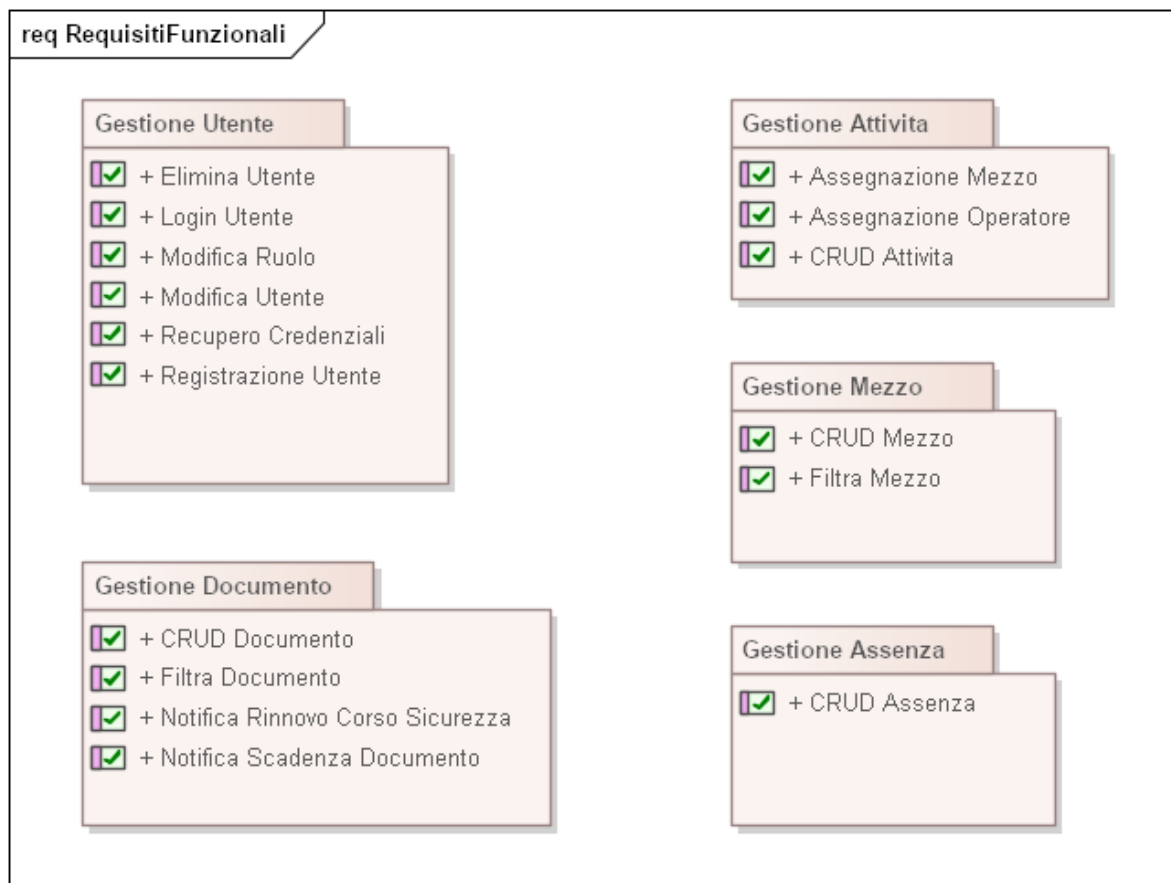 req RequisitiFunzionali
Gestione Utente
+ Elimina Utente
+ Login Utente
+ Modifica Ruolo
+ Modifica Utente
+ Recupero Credenziali
+ Registrazione Utente
Gestione Documento
+ CRUD Documento
+ Filtra Documento
+ Notifica Rinnovo Corso Sicurezza
+ Notifica Scadenza Documento
Gestione Attivita
+ Assegnazione Mezzo
+ Assegnazione Operatore
+ CRUD Attivita
Gestione Mezzo
+ CRUD Mezzo
+ Filtra Mezzo
Gestione Assenza
+ CRUD Assenza